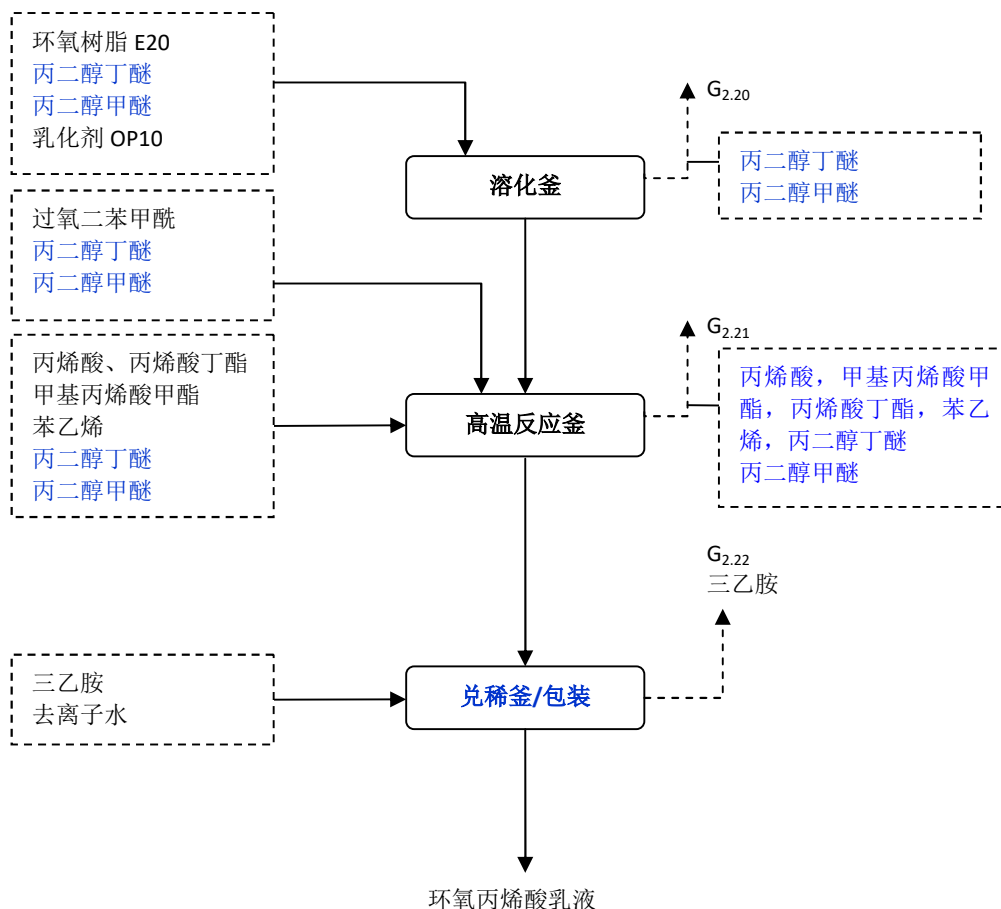 环氧树脂 E20
丙二醇丁醚
丙二醇甲醚
乳化剂 OP10
G2.20
溶化釜
丙二醇丁醚
丙二醇甲醚
过氧二苯甲酰
丙二醇丁醚
丙二醇甲醚
G2.21
丙烯酸、丙烯酸丁酯
甲基丙烯酸甲酯
苯乙烯
丙二醇丁醚
丙二醇甲醚
高温反应釜
丙烯酸，甲基丙烯酸甲
酯，丙烯酸丁酯，苯乙
烯，丙二醇丁醚
丙二醇甲醚
G2.22
三乙胺
三乙胺
去离子水
兑稀釜/包装
环氧丙烯酸乳液